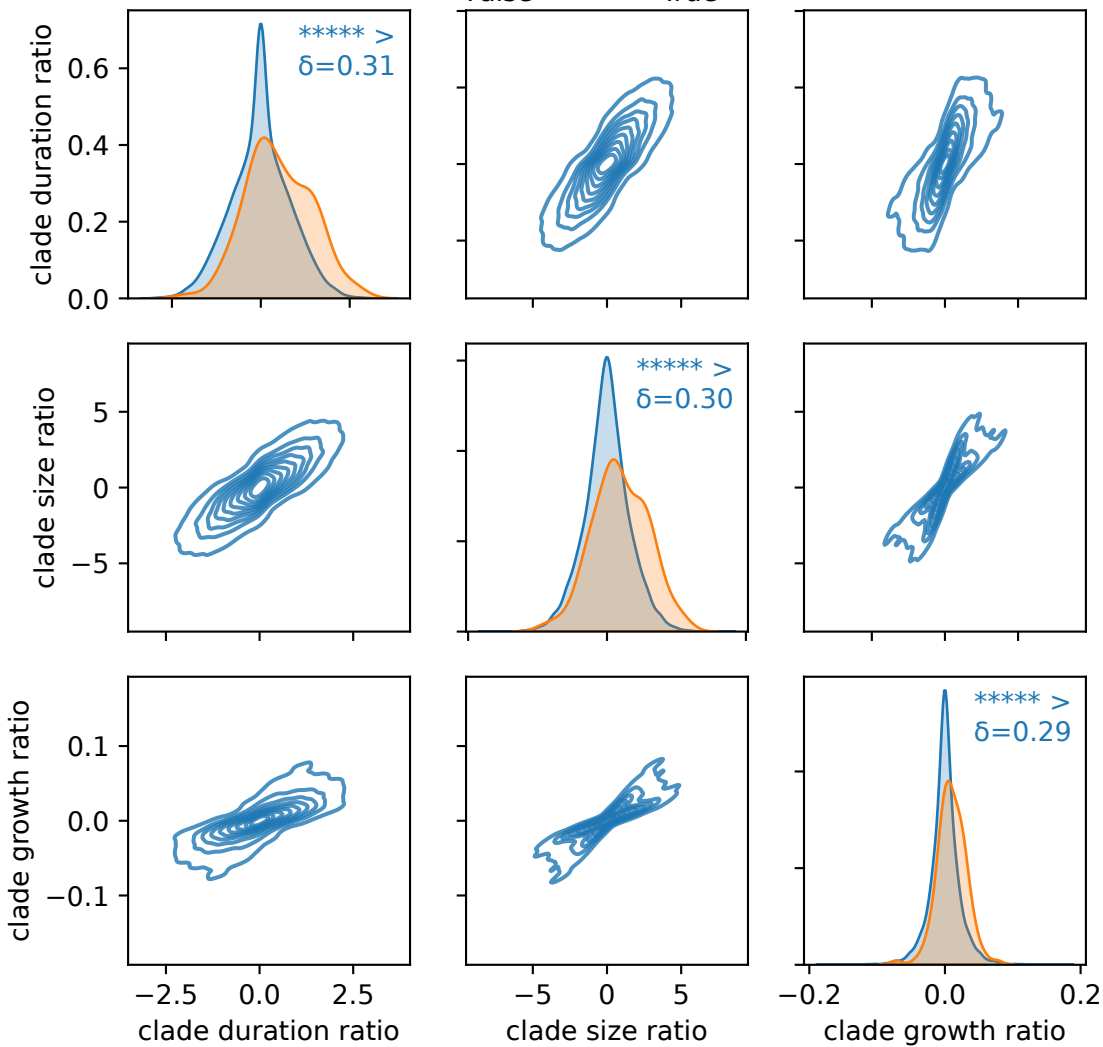 clade duration ratio
0.6
0.4
0.2
0.0
***** >
δ=0.31
clade size ratio
5
0
−5
***** >
δ=0.30
clade growth ratio
0.1
0.0
−0.1
***** >
δ=0.29
−2.5 0.0 2.5
clade duration ratio
−5 0 5
clade size ratio
−0.2 0.0 0.2
clade growth ratio